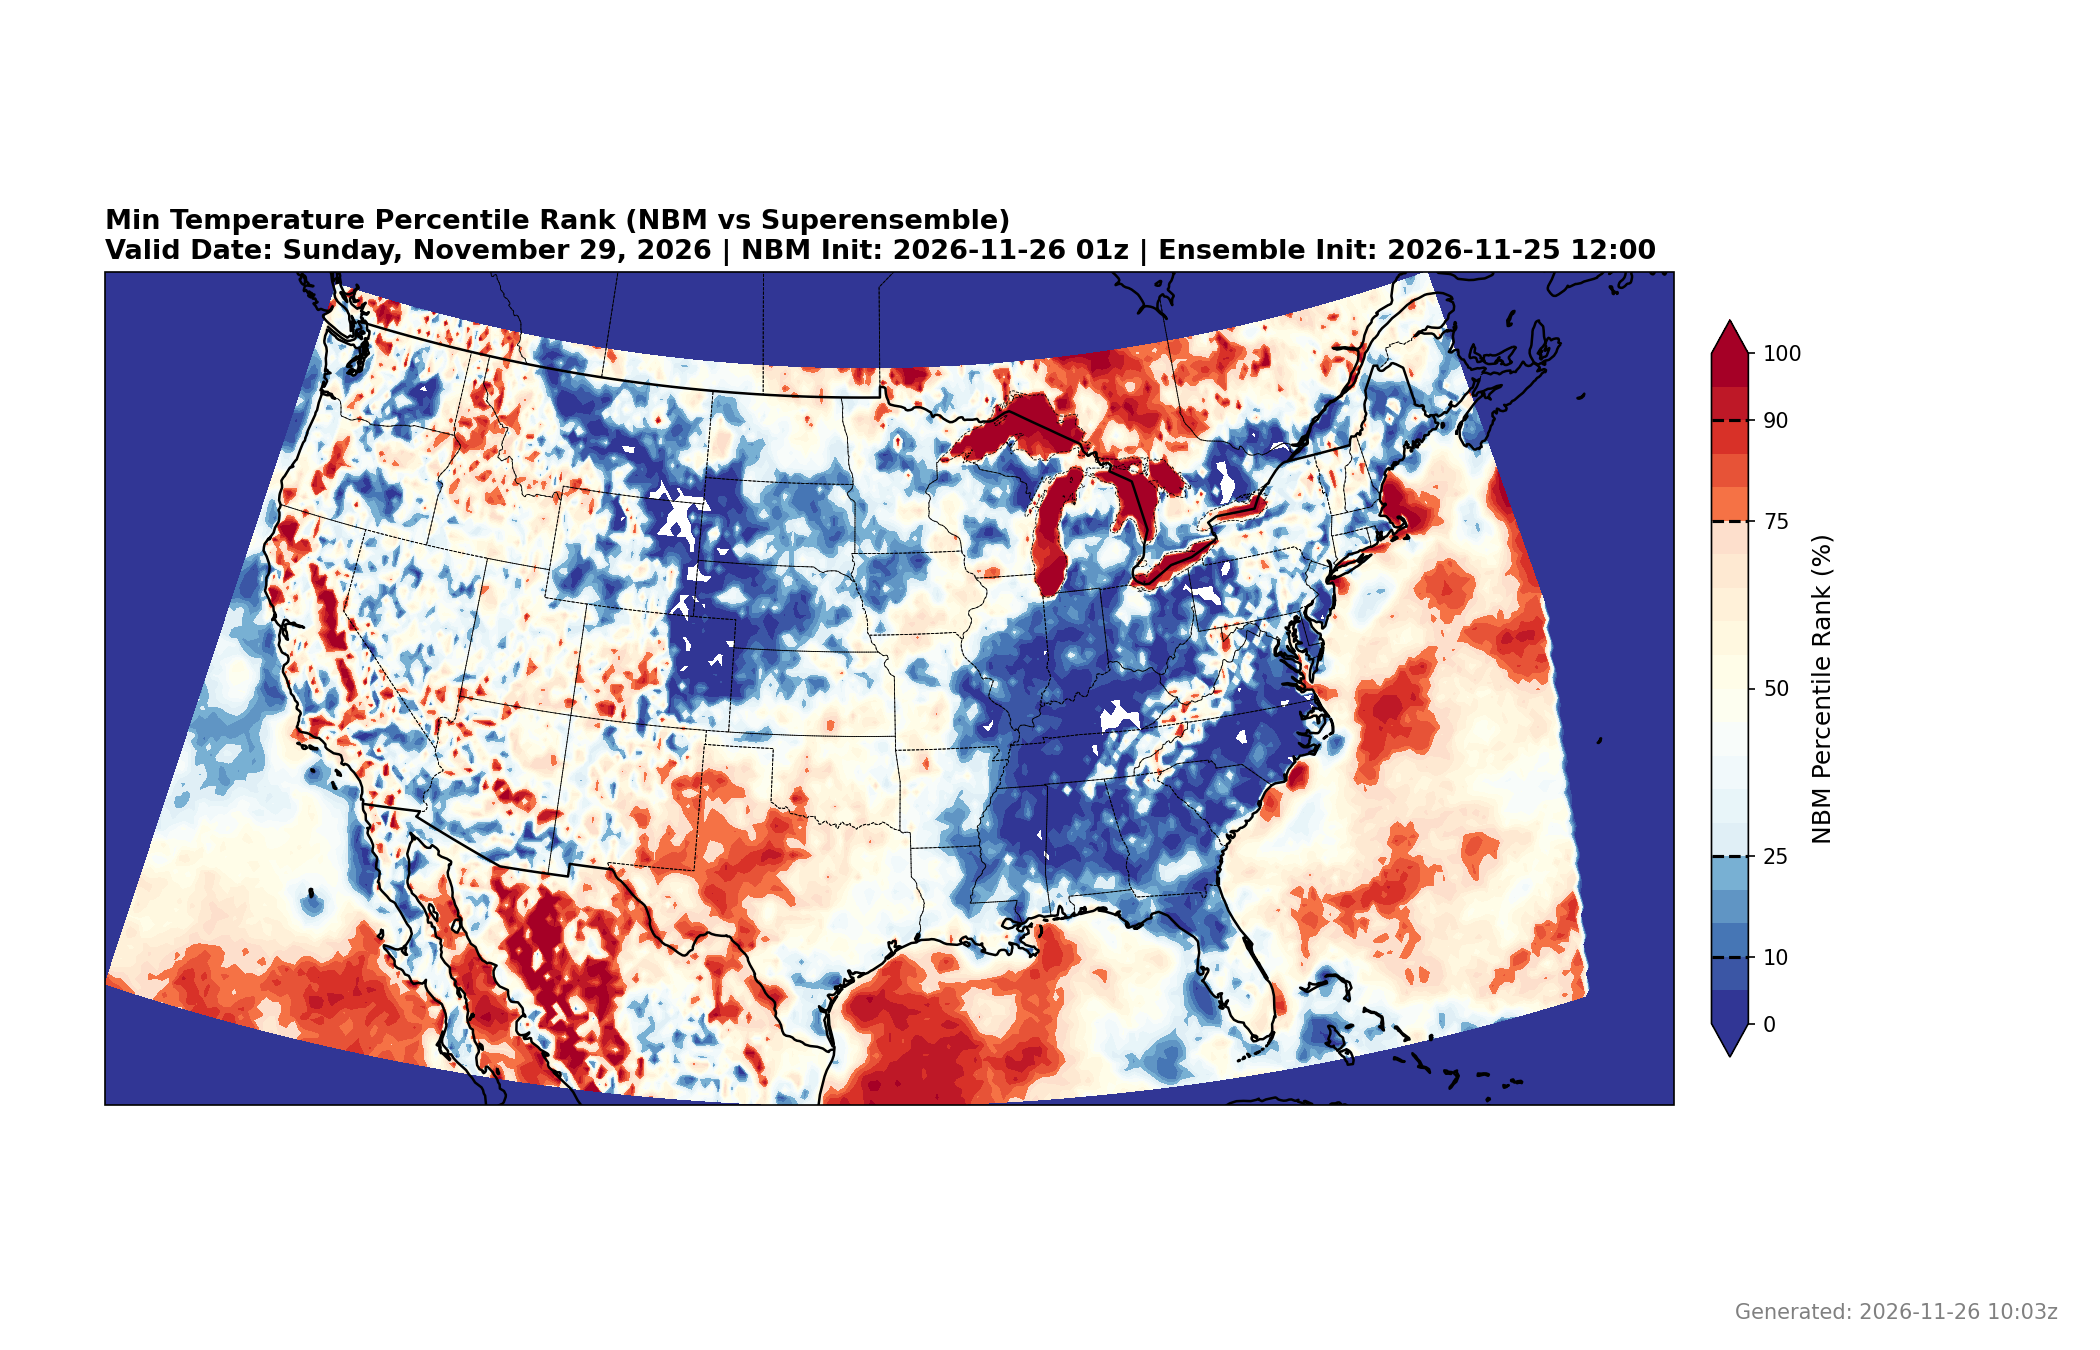 Min Temperature Percentile Rank (NBM vs Superensemble)
Valid Date: Sunday, November 29, 2026 | NBM Init: 2026-11-26 01z | Ensemble Init: 2026-11-25 12:00
100
90
75
50
25
10
0
NBM Percentile Rank (%)
Generated: 2026-11-26 10:03z